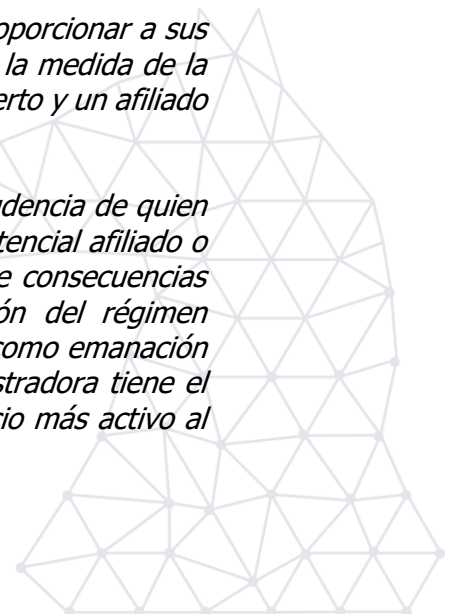 oporcionar a sus
la medida de la
erto y un afiliado
udencia de quien
tencial afiliado o
e consecuencias
ón del régimen
como emanación
stradora tiene el
cio más activo al